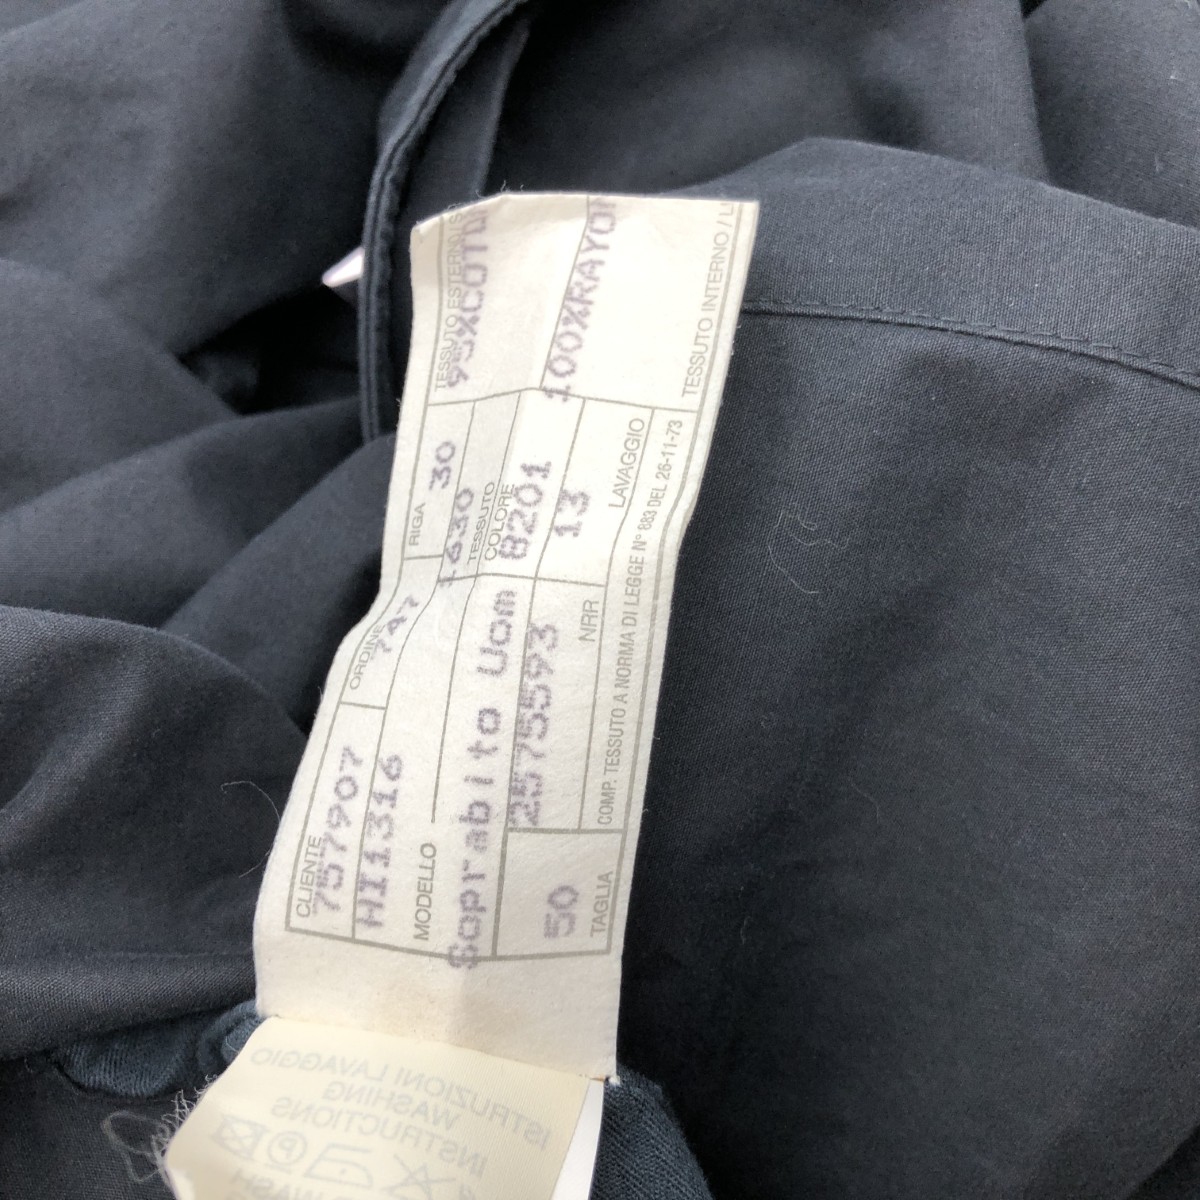 CLIENTE
757907
ORDINE
747
RIGA
30
HI1316
1630
MODELLO
TESSUTO
COLORE
Soprabito Uom
8201
2575593
13
50
TAGLIA
NRR
LAVAGGIO
COMP. TESSUTO A NORMA DI LEGGE N° 883 DEL 26-11-73
TESSUTO ESTERNO /
95%COTO
100%RAYO
TESSUTO INTERNO /
ISTRUZIONI LAVAGGIO
WASHING
INSTRUCTIONS
WASH